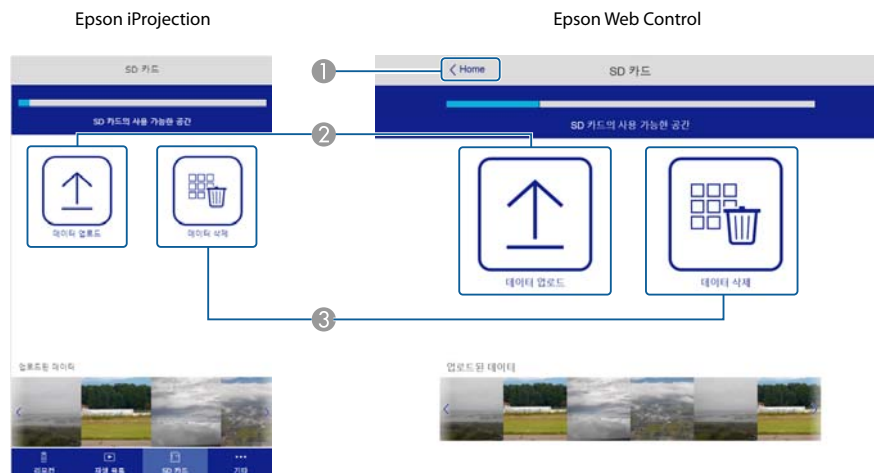 Epson iProjection
Epson Web Control
SD 카드
SD 카드의 사용 가능한 공간
데이터 업로드
데이터 삭제
업로드된 데이터
리모컨
재생 목록
SD 카드
기타
1
< Home
SD 카드
2
SD 카드의 사용 가능한 공간
데이터 업로드
데이터 삭제
3
업로드된 데이터